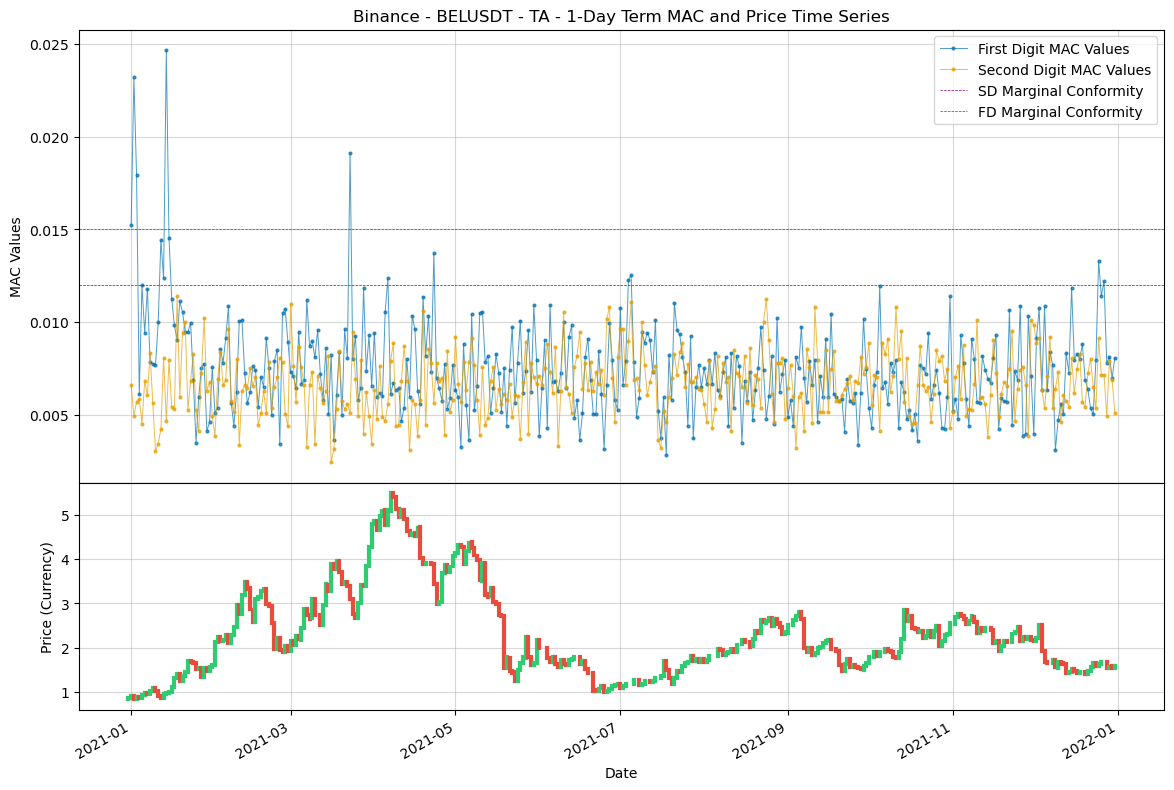 Binance - BELUSDT - TA - 1-Day Term MAC and Price Time Series
First Digit MAC Values
Second Digit MAC Values
SD Marginal Conformity
FD Marginal Conformity
MAC Values
0.025
0.020
0.015
0.010
0.005
Price (Currency)
5
4
3
2
1
2021-01
2021-03
2021-05
2021-07
2021-09
2021-11
2022-01
Date